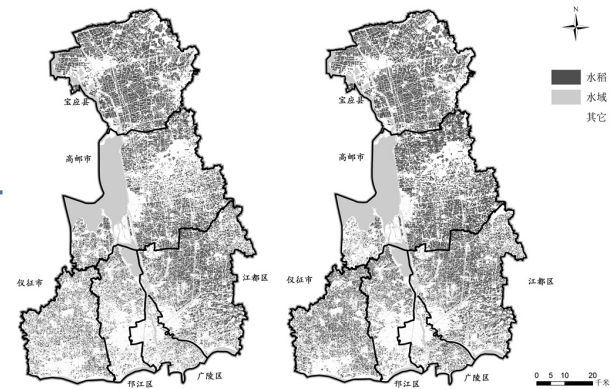 N
水稻
水域
其它
宝应县
高邮市
仪征市
江都区
邗江区
广陵区
宝应县
高邮市
仪征市
江都区
邗江区
广陵区
0 5 10 20
千米